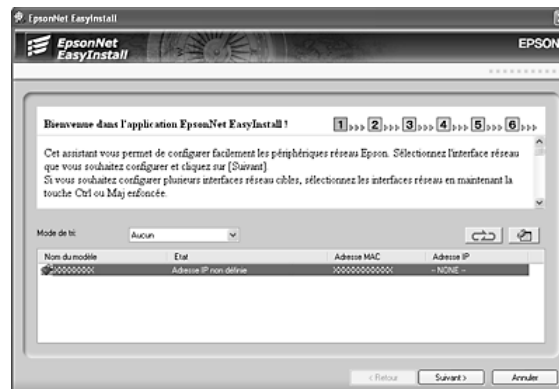 EpsonNet EasyInstall
EpsonNet
EasyInstall
EPSON
Bienvenue dans l'application EpsonNet EasyInstall !
1 >>> 2 >>> 3 >>> 4 >>> 5 >>> 6 >>>
Cet assistant vous permet de configurer facilement les périphériques réseau Epson. Sélectionnez l'interface réseau
que vous souhaitez configurer et cliquez sur [Suivant]
Si vous souhaitez configurer plusieurs interfaces réseau cibles, sélectionnez les interfaces réseau en maintenant la
touche Ctrl ou Maj enfoncée.
Mode de tri: Aucun
Nom du modèle Etat Adresse MAC Adresse IP
XXXXXXXX Adresse IP non définie XXXXXXXXXXXX -- NONE --
< Retour Suivant > Annuler